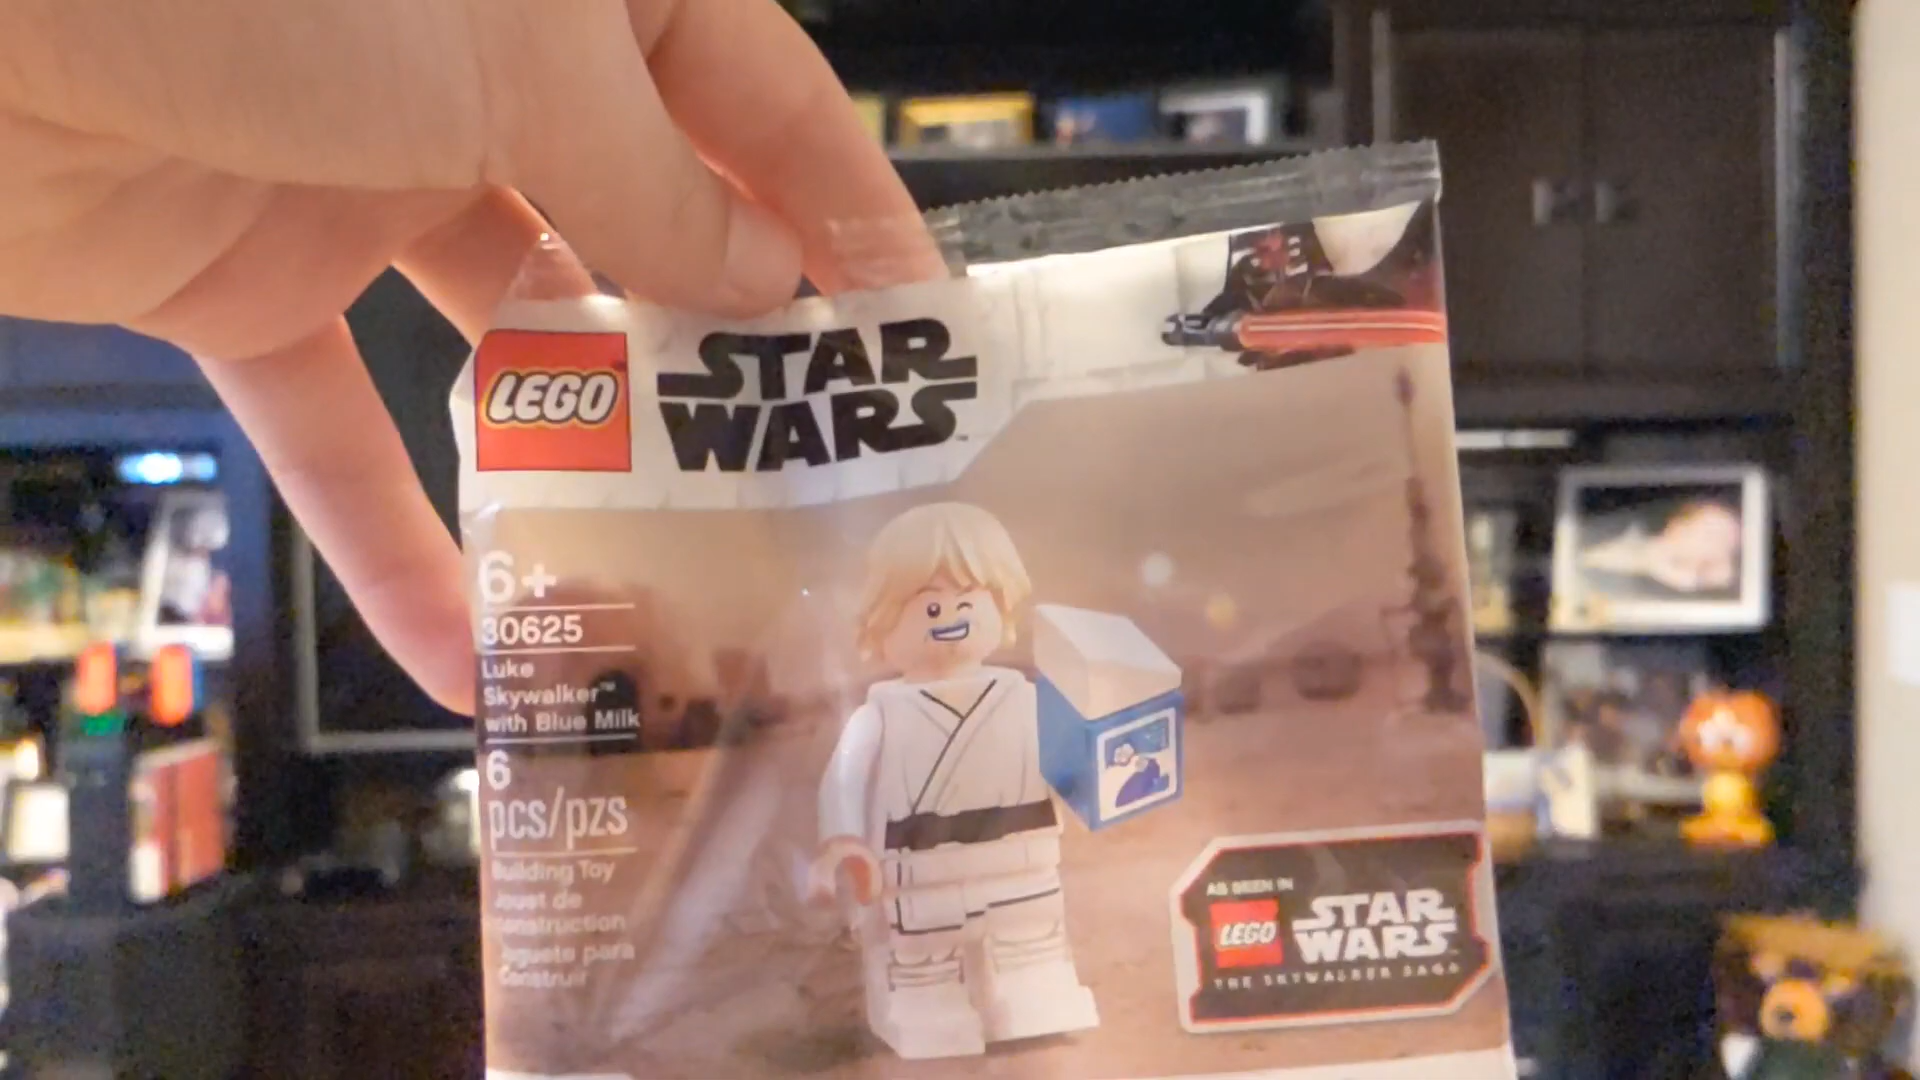 LEGO
STAR
WARS
6+
30625
Luke
Skywalker™
with Blue Milk
6
pcs/pzs
Building Toy
Jouet de
construction
Juguete para
Construir
AS SEEN IN
LEGO
STAR
WARS
THE SKYWALKER SAGA